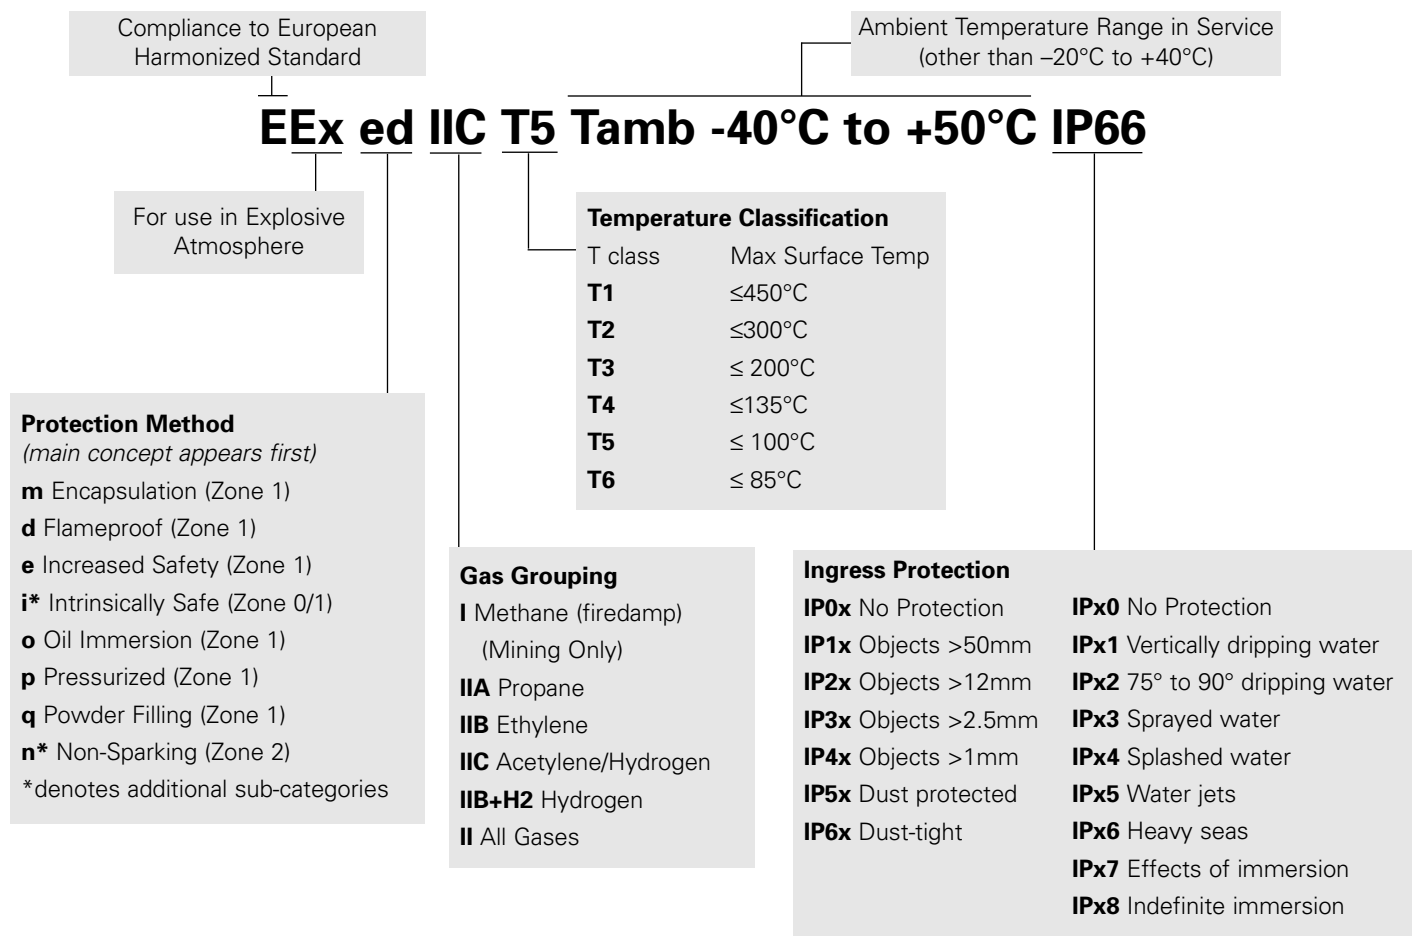 Compliance to European
Harmonized Standard
Ambient Temperature Range in Service
(other than –20°C to +40°C)
EEx ed IIC T5 Tamb -40°C to +50°C IP66
For use in Explosive
Atmosphere
Temperature Classification
T class Max Surface Temp
T1 ≤450°C
T2 ≤300°C
T3 ≤ 200°C
T4 ≤135°C
T5 ≤ 100°C
T6 ≤ 85°C
Protection Method
(main concept appears first)
m Encapsulation (Zone 1)
d Flameproof (Zone 1)
e Increased Safety (Zone 1)
i* Intrinsically Safe (Zone 0/1)
o Oil Immersion (Zone 1)
p Pressurized (Zone 1)
q Powder Filling (Zone 1)
n* Non-Sparking (Zone 2)
*denotes additional sub-categories
Gas Grouping
I Methane (firedamp)
(Mining Only)
IIA Propane
IIB Ethylene
IIC Acetylene/Hydrogen
IIB+H2 Hydrogen
II All Gases
Ingress Protection
IP0x No Protection
IP1x Objects >50mm
IP2x Objects >12mm
IP3x Objects >2.5mm
IP4x Objects >1mm
IP5x Dust protected
IP6x Dust-tight
IPx0 No Protection
IPx1 Vertically dripping water
IPx2 75° to 90° dripping water
IPx3 Sprayed water
IPx4 Splashed water
IPx5 Water jets
IPx6 Heavy seas
IPx7 Effects of immersion
IPx8 Indefinite immersion